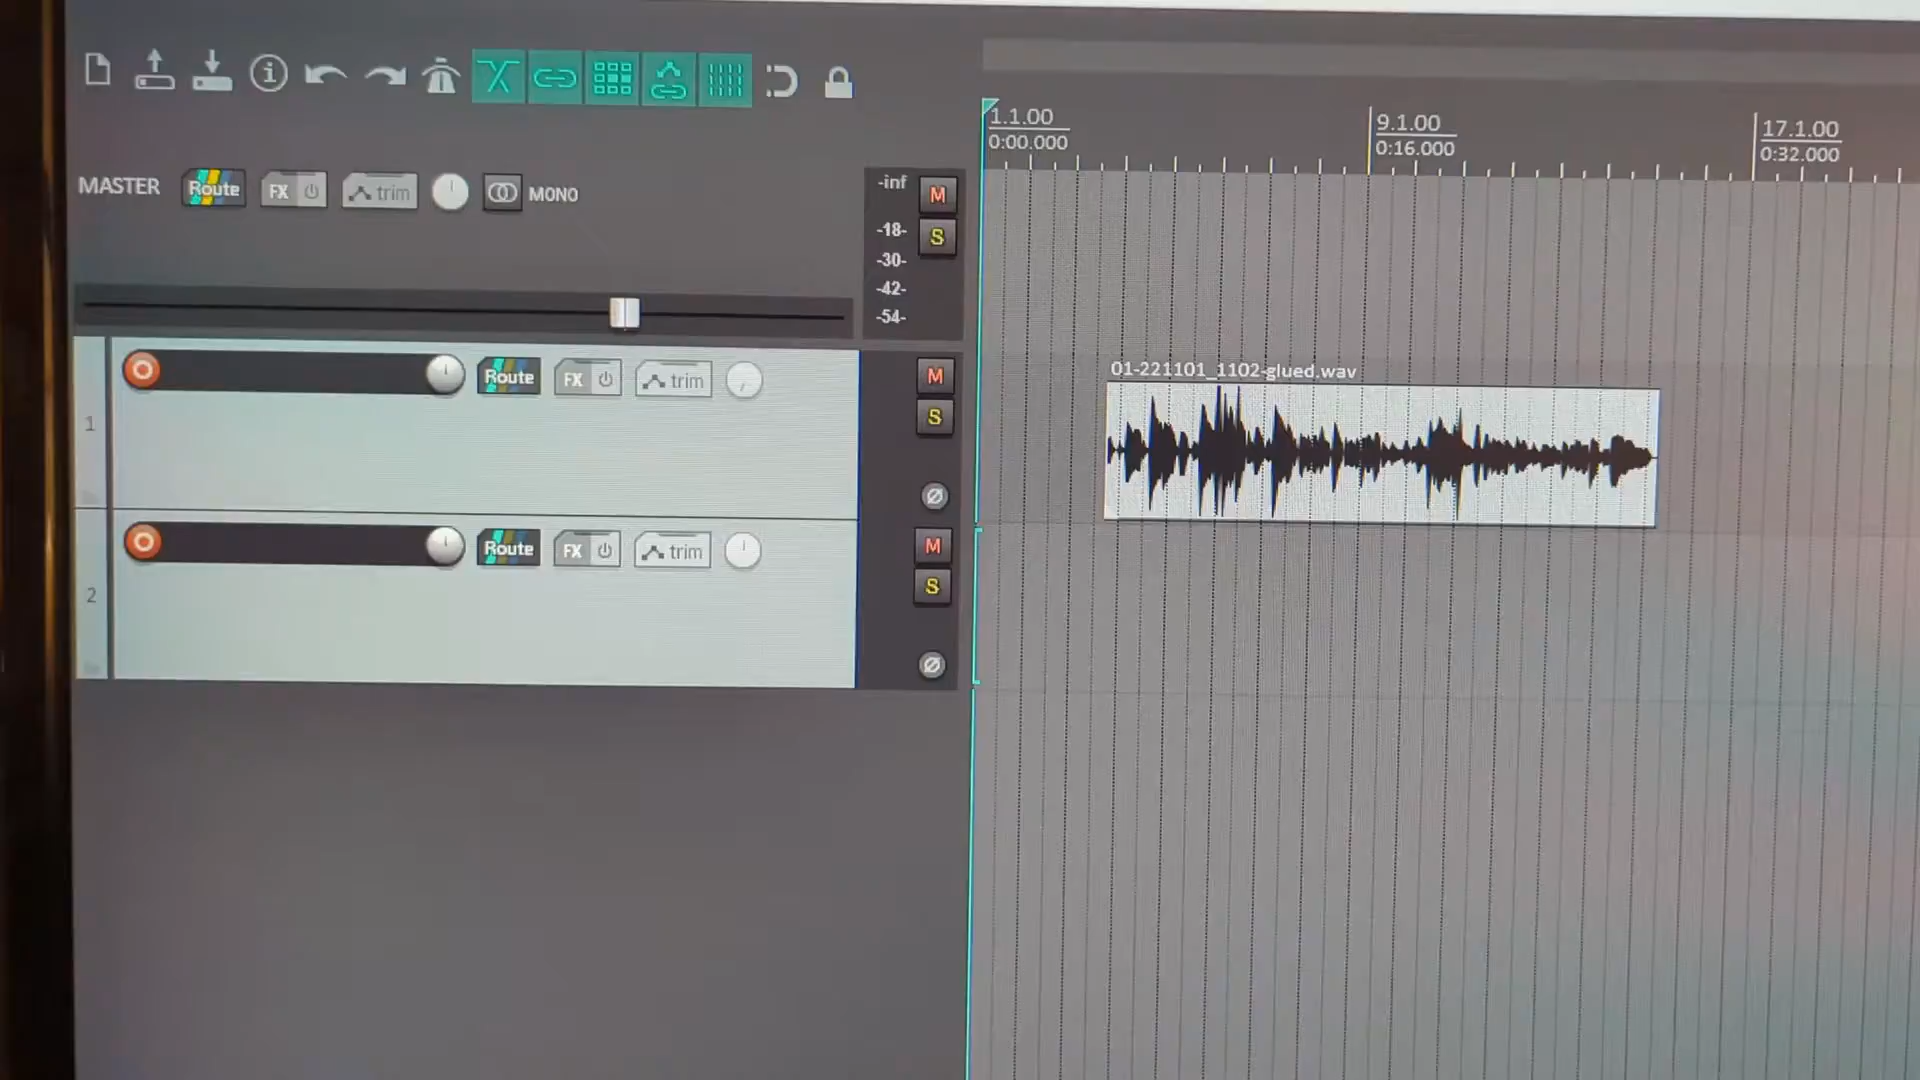 1.1.00
0:00.000
9.1.00
0:16.000
17.1.00
0:32.000
MASTER Route FX trim MONO
-inf M
-18- S
-30-
-42-
-54-
1 Route FX trim M
S
01-221101_1102-glued.wav
2 Route FX trim M
S